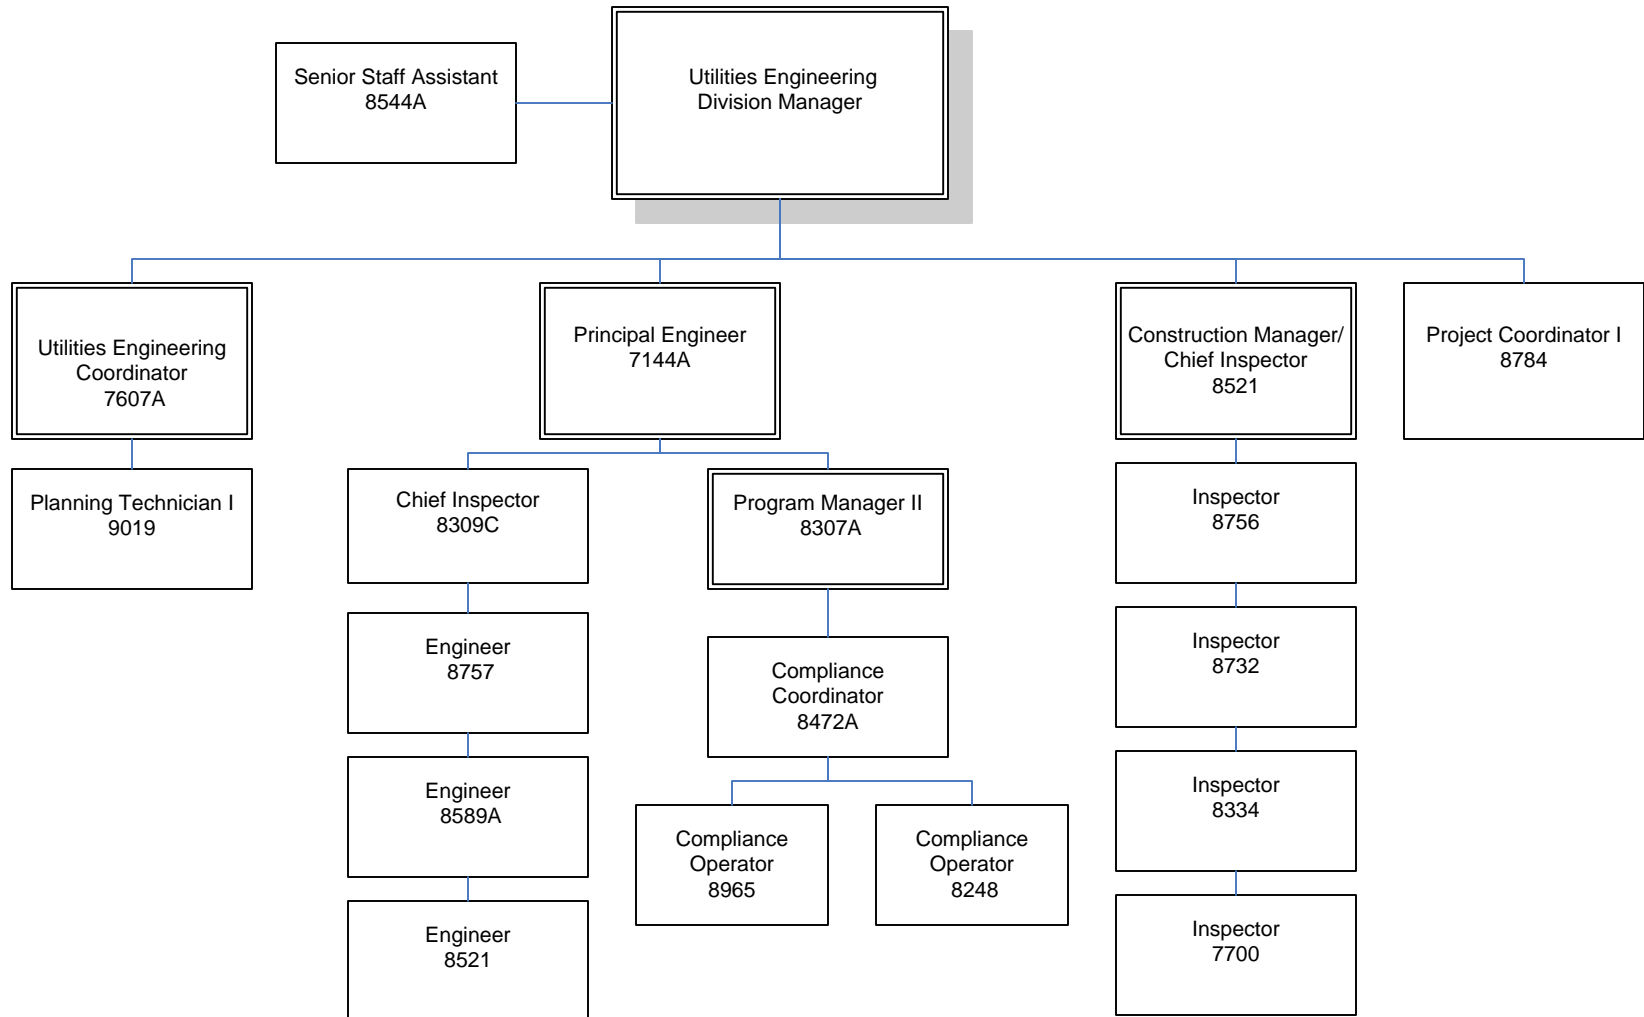 Senior Staff Assistant
8544A
Utilities Engineering
Division Manager
Utilities Engineering
Coordinator
7607A
Principal Engineer
7144A
Construction Manager/
Chief Inspector
8521
Project Coordinator I
8784
Planning Technician I
9019
Chief Inspector
8309C
Program Manager II
8307A
Inspector
8756
Engineer
8757
Compliance
Coordinator
8472A
Inspector
8732
Engineer
8589A
Compliance
Operator
8965
Compliance
Operator
8248
Inspector
8334
Engineer
8521
Inspector
7700